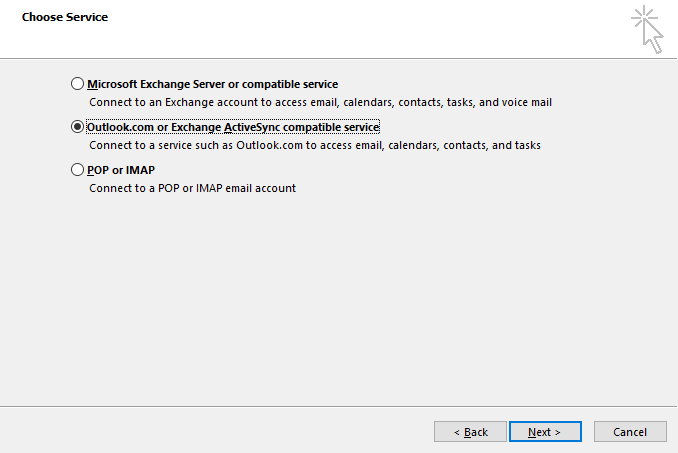 Choose Service
Microsoft Exchange Server or compatible service
Connect to an Exchange account to access email, calendars, contacts, tasks, and voice mail
Outlook.com or Exchange ActiveSync compatible service
Connect to a service such as Outlook.com to access email, calendars, contacts, and tasks
POP or IMAP
Connect to a POP or IMAP email account
< Back Next > Cancel